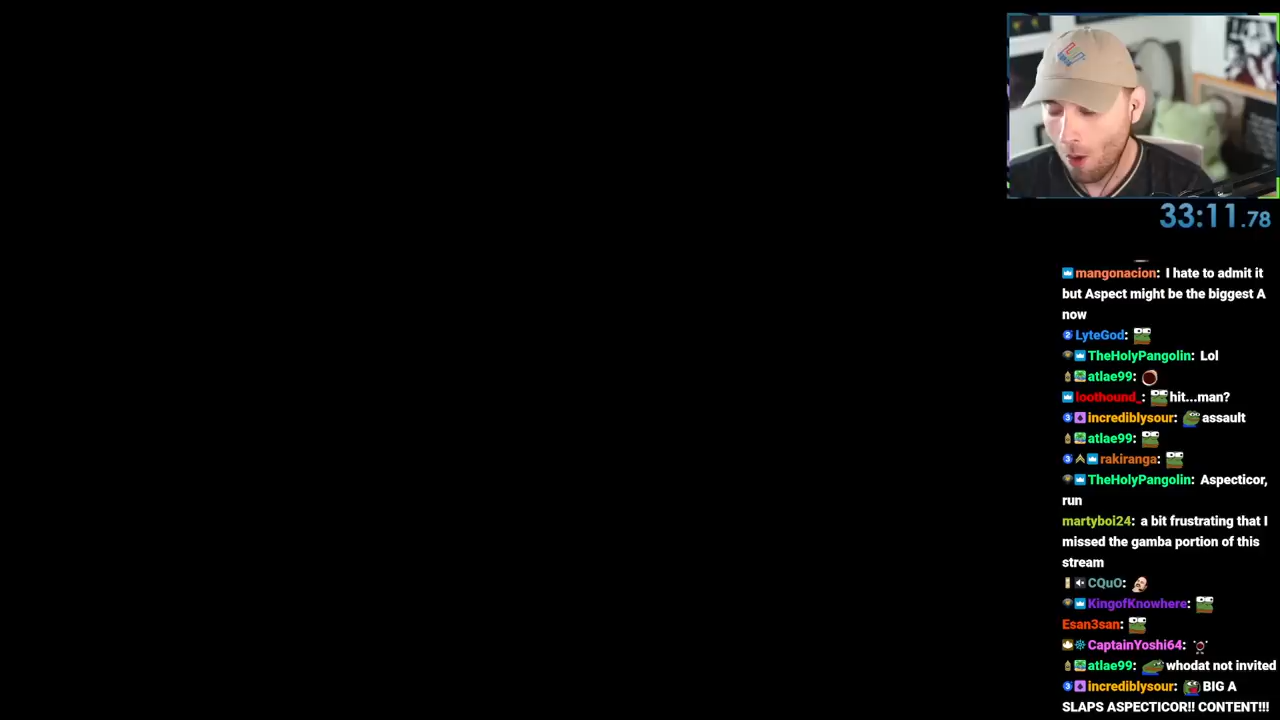 33:11.78
mangonacion: I hate to admit it
but Aspect might be the biggest A
now
LyteGod:
TheHolyPangolin: Lol
atlae99:
loothound_: hit...man?
incrediblysour: assault
atlae99:
rakiranga:
TheHolyPangolin: Aspecticor,
run
martyboi24: a bit frustrating that I
missed the gamba portion of this
stream
CQuO:
KingofKnowhere:
Esan3san:
CaptainYoshi64:
atlae99: whodat not invited
incrediblysour: BIG A
SLAPS ASPECTICOR!! CONTENT!!!